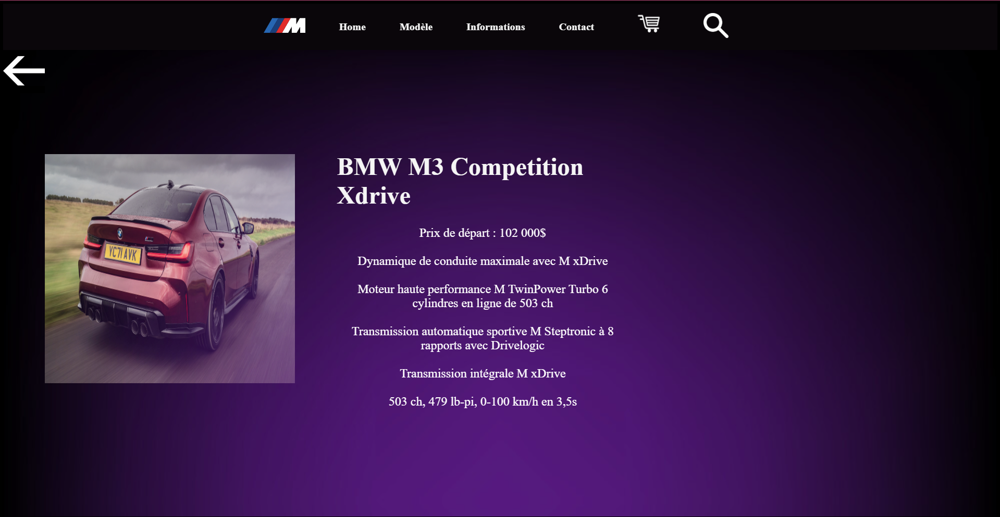 M
Home
Modèle
Informations
Contact
BMW M3 Competition
Xdrive
YC71 AVK
Prix de départ : 102 000$
Dynamique de conduite maximale avec M xDrive
Moteur haute performance M TwinPower Turbo 6
cylindres en ligne de 503 ch
Transmission automatique sportive M Steptronic à 8
rapports avec Drivelogic
Transmission intégrale M xDrive
503 ch, 479 lb-pi, 0-100 km/h en 3,5s